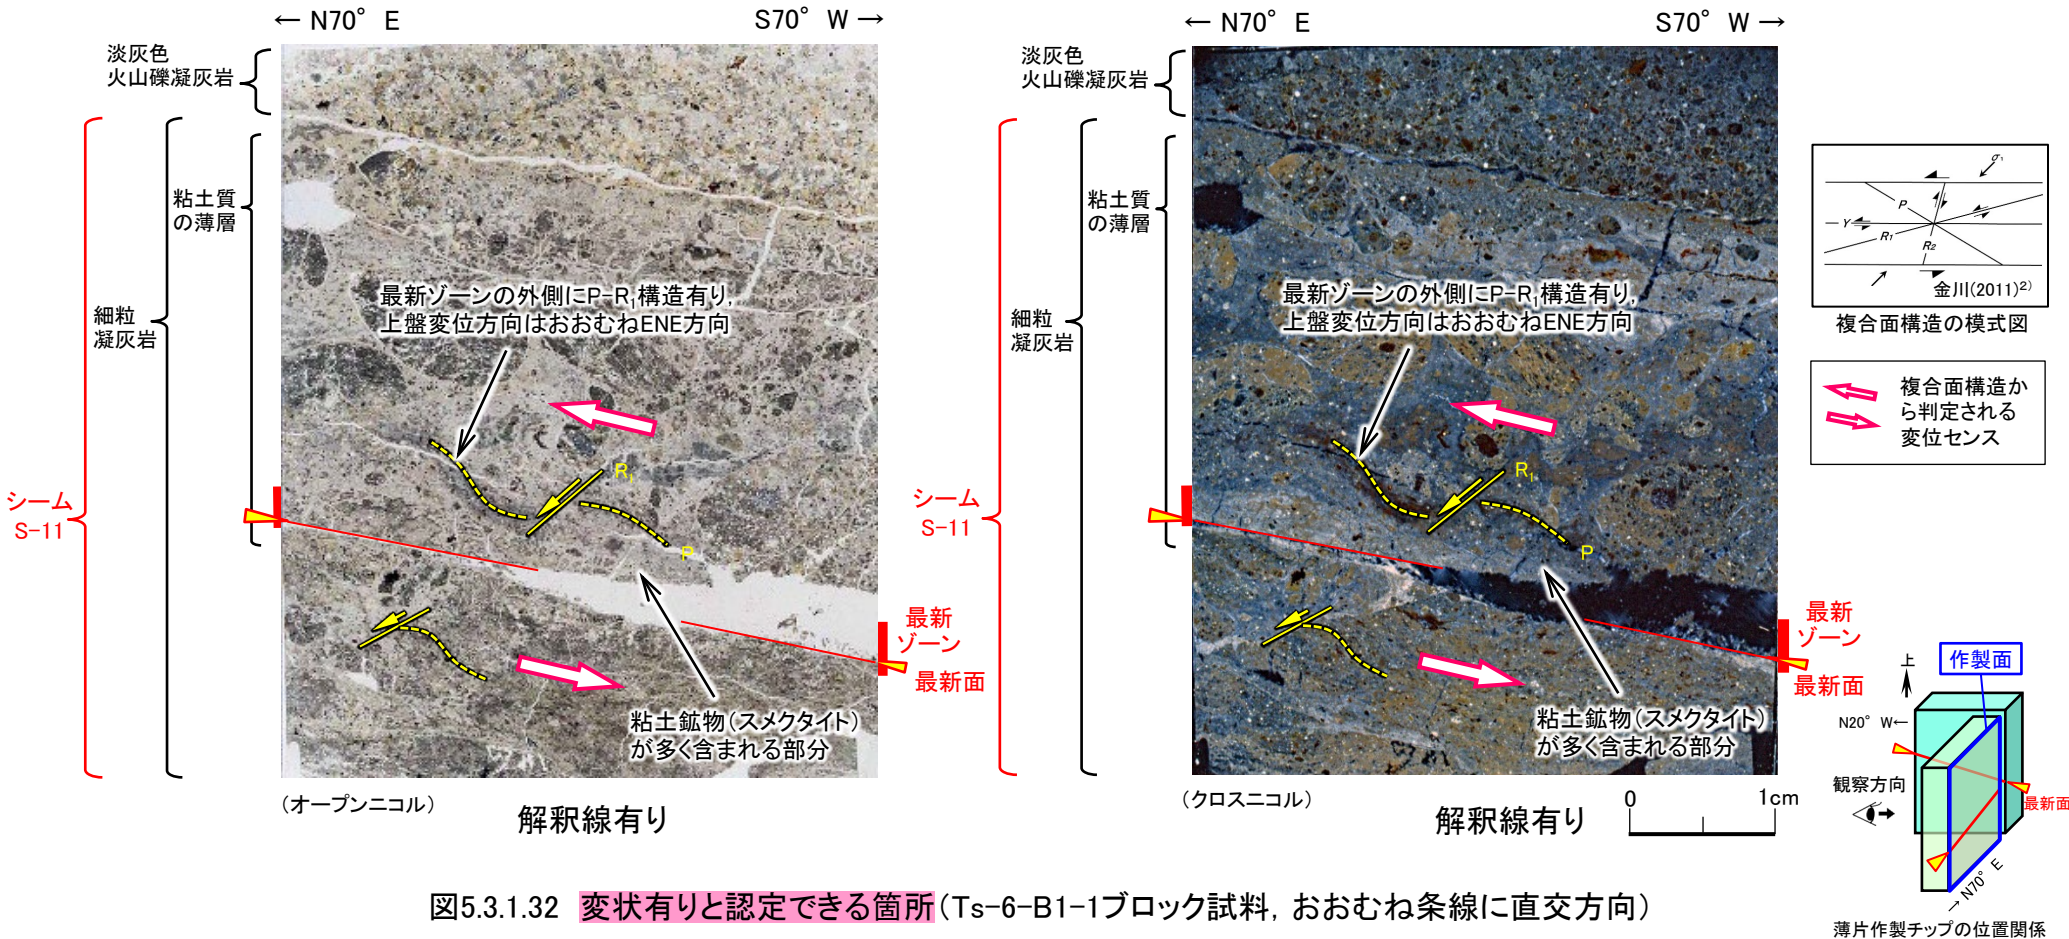 ← N70° E
S70° W →
淡灰色
火山礫凝灰岩
粘土質
の薄層
細粒
凝灰岩
シーム
S-11
最新ゾーンの外側にP-R₁構造有り,
上盤変位方向はおおむねENE方向
R₁
P
最新
ゾーン
最新面
粘土鉱物(スメクタイト)
が多く含まれる部分
(オープンニコル)
解釈線有り
← N70° E
S70° W →
淡灰色
火山礫凝灰岩
粘土質
の薄層
細粒
凝灰岩
シーム
S-11
最新ゾーンの外側にP-R₁構造有り,
上盤変位方向はおおむねENE方向
R₁
P
最新
ゾーン
最新面
粘土鉱物(スメクタイト)
が多く含まれる部分
(クロスニコル)
解釈線有り
0 1cm
σ₁
P
Y
R₁
R₂
金川(2011)²⁾
複合面構造の模式図
複合面構造か
ら判定される
変位センス
上
作製面
N20° W←
観察方向
最新面
→ N70° E
薄片作製チップの位置関係
図5.3.1.32 変状有りと認定できる箇所(Ts-6-B1-1ブロック試料, おおむね条線に直交方向)